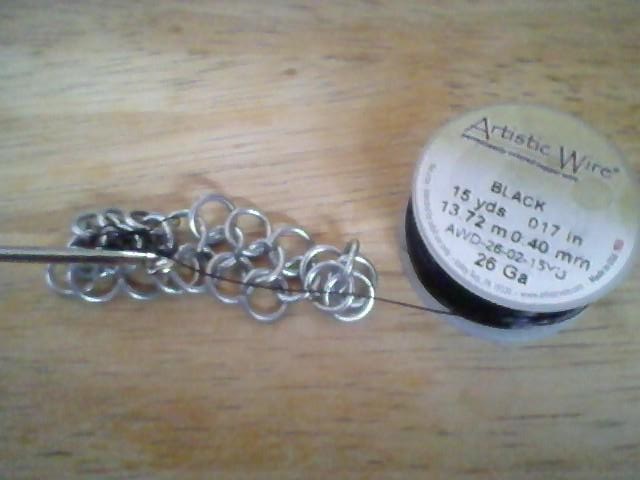 Artistic Wire®
BLACK
15 yds .017 in
13.72 m 0.40 mm
AWD-26-02-15YD
26 Ga